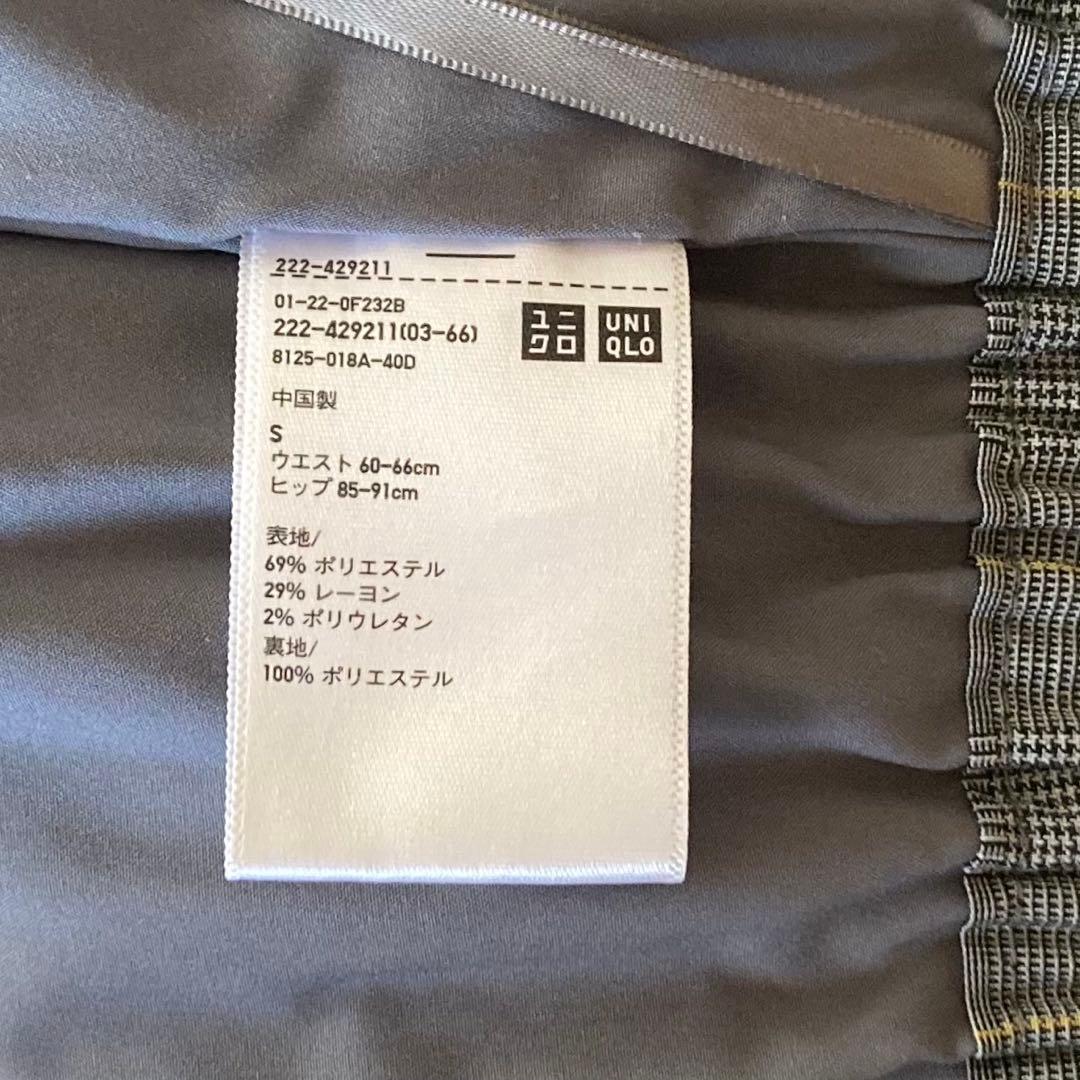 222-429211
01-22-0F232B
222-429211(03-66)
8125-018A-40D
ユニ
クロ
UNI
QLO
中国製
S
ウエスト 60-66cm
ヒップ 85-91cm
表地/
69% ポリエステル
29% レーヨン
2% ポリウレタン
裏地/
100% ポリエステル